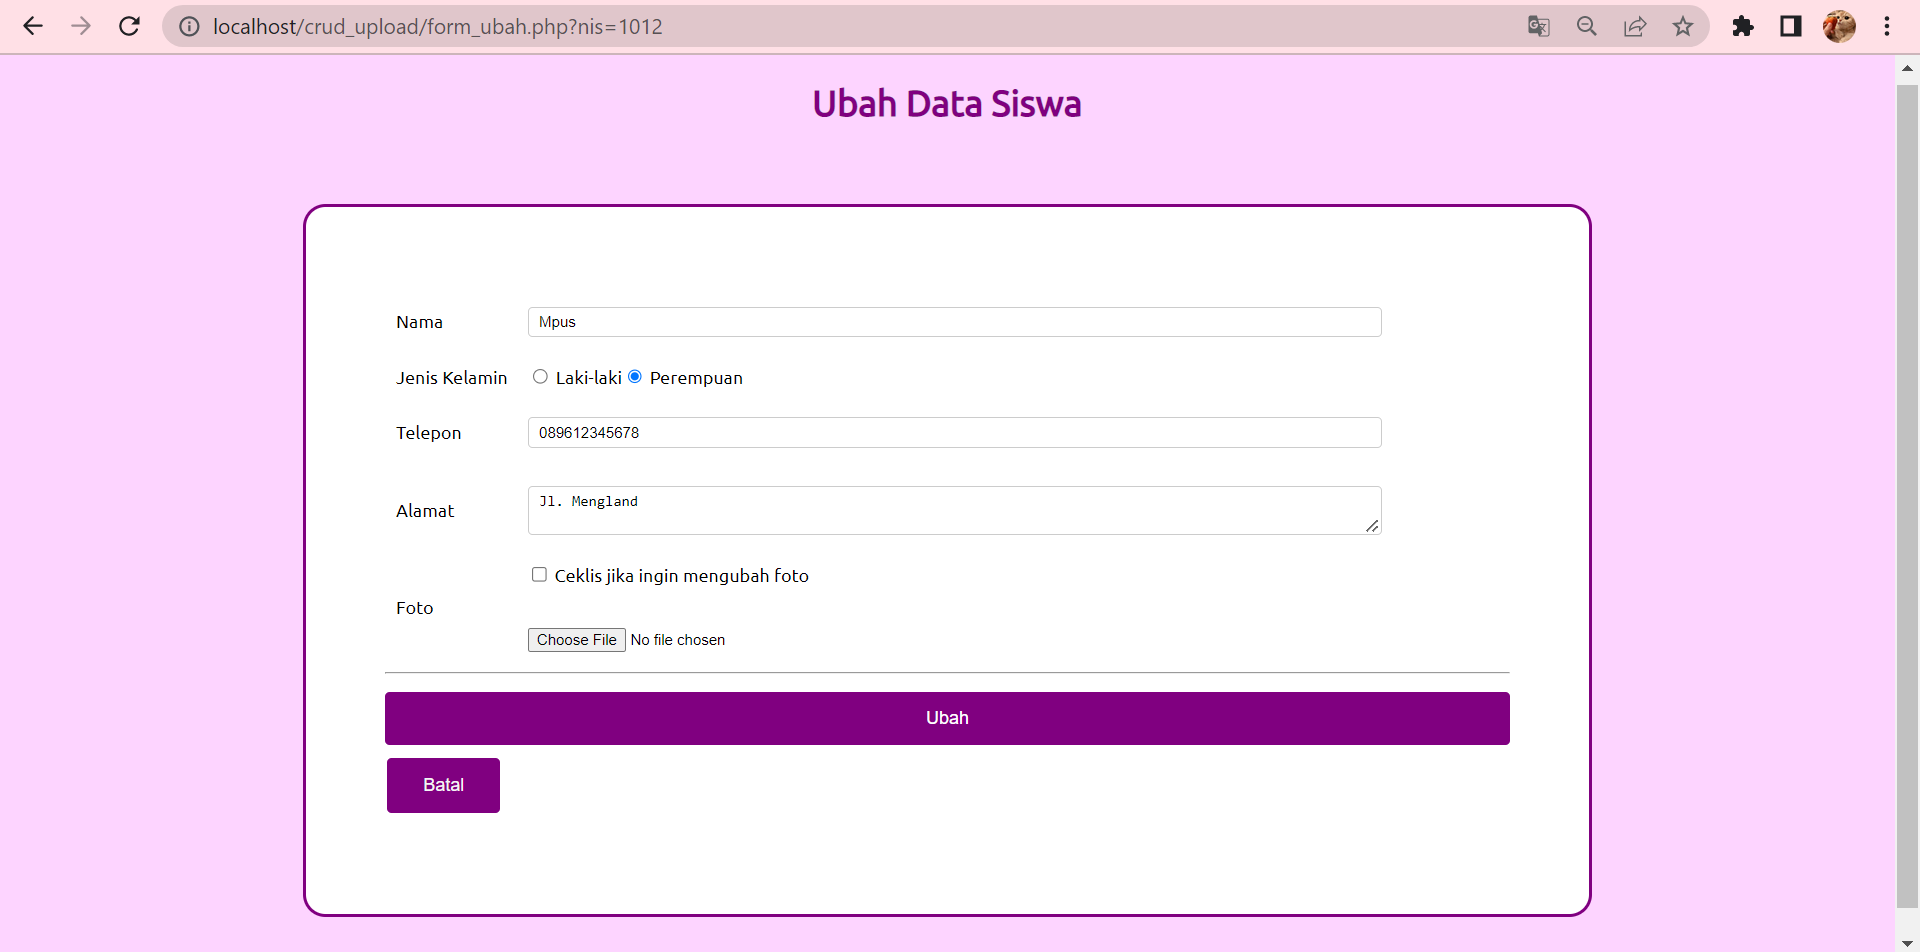 localhost/crud_upload/form_ubah.php?nis=1012
Ubah Data Siswa
Nama Mpus
Jenis Kelamin Laki-laki Perempuan
Telepon 089612345678
Alamat Jl. Mengland
Ceklis jika ingin mengubah foto
Foto
Choose File No file chosen
Ubah
Batal